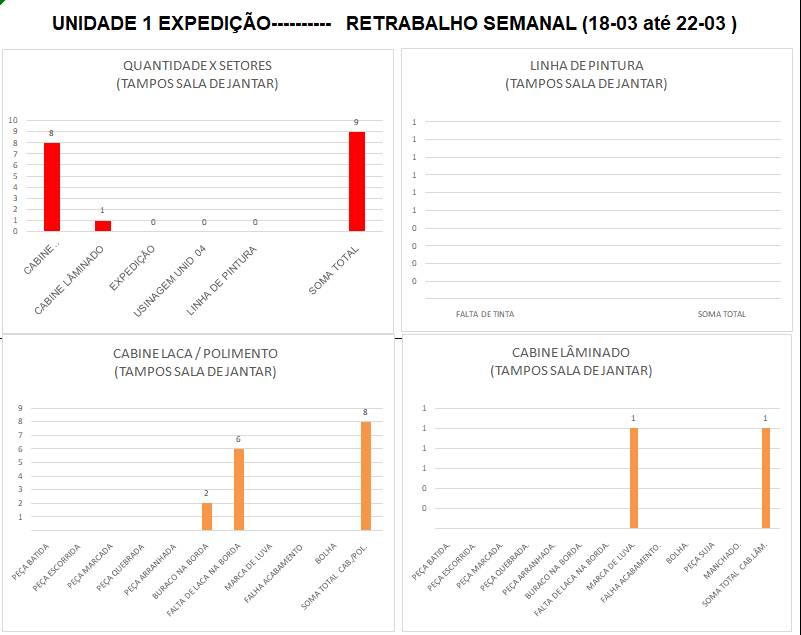 UNIDADE 1 EXPEDIÇÃO---------- RETRABALHO SEMANAL (18-03 até 22-03 )
QUANTIDADE X SETORES
(TAMPOS SALA DE JANTAR)
10
9
8
7
6
5
4
3
2
1
0
8
1
0
0
0
9
CABINE...
CABINE LÂMINADO
EXPEDIÇÃO
USINAGEM UNID 04
LINHA DE PINTURA
SOMA TOTAL
LINHA DE PINTURA
(TAMPOS SALA DE JANTAR)
1
1
1
1
1
1
0
0
0
0
FALTA DE TINTA
SOMA TOTAL
CABINE LACA / POLIMENTO
(TAMPOS SALA DE JANTAR)
9
8
7
6
5
4
3
2
1
2
6
8
PEÇA BATIDA
PEÇA ESCORRIDA
PEÇA MARCADA
PEÇA QUEBRADA
PEÇA ARRANHADA
BURACO NA BORDA
FALTA DE LACA NA BORDA
MARCA DE LUVA
FALHA ACABAMENTO
BOLHA
SOMA TOTAL CAB./POL.
CABINE LÂMINADO
(TAMPOS SALA DE JANTAR)
1
1
1
1
0
0
1
1
PEÇA BATIDA.
PEÇA ESCORRIDA.
PEÇA MARCADA.
PEÇA QUEBRADA.
PEÇA ARRANHADA.
BURACO NA BORDA.
FALTA DE LACA NA BORDA.
MARCA DE LUVA.
FALHA ACABAMENTO.
BOLHA.
PEÇA SUJA
MANCHADO.
SOMA TOTAL CAB.LÂM.